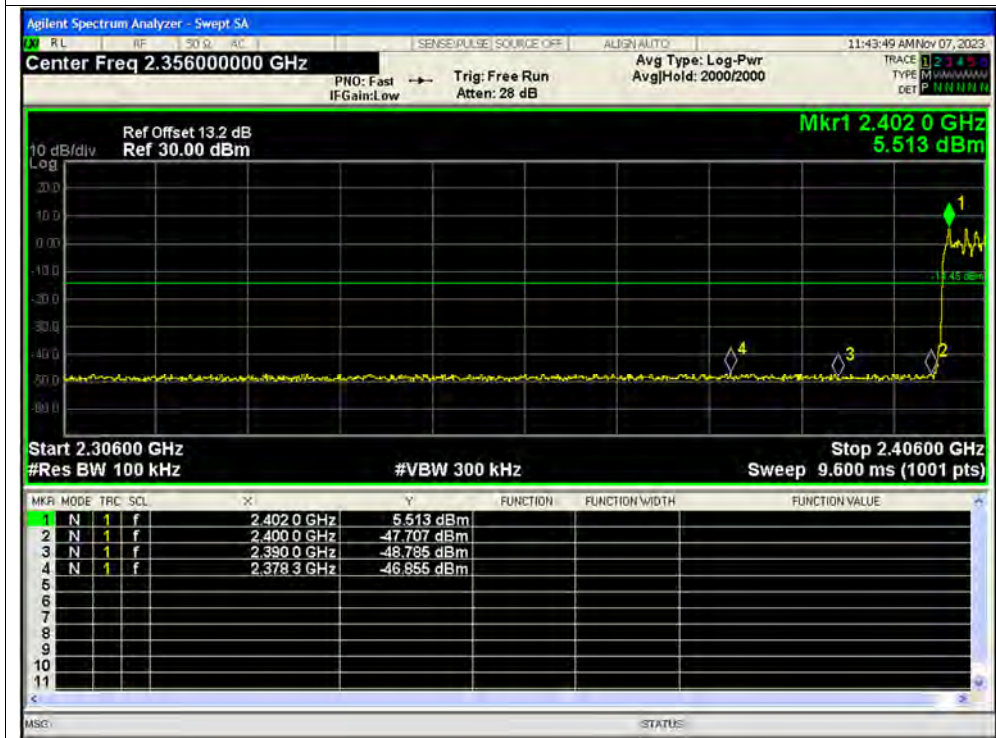 Agilent Spectrum Analyzer - Swept SA
RL RF 50 Ω AC SENSE:PULSE SOURCE OFF ALIGN AUTO 11:43:49 AM Nov 07, 2023
Center Freq 2.356000000 GHz
PNO: Fast
IFGain:Low
Trig: Free Run
Atten: 28 dB
Avg Type: Log-Pwr
Avg|Hold: 2000/2000
TRACE 1 2 3 4 5 6
TYPE M
DET P N N N N N
Mkr1 2.402 0 GHz
5.513 dBm
Ref Offset 13.2 dB
10 dB/div Ref 30.00 dBm
Log
20.0
10.0
0.00
-10.0
-20.0
-30.0
-40.0
-50.0
-60.0
1
4
3
2
Start 2.30600 GHz Stop 2.40600 GHz
#Res BW 100 kHz #VBW 300 kHz Sweep 9.600 ms (1001 pts)
MKR MODE TRC SCL X Y FUNCTION FUNCTION WIDTH FUNCTION VALUE
1 N 1 f 2.402 0 GHz 5.513 dBm
2 N 1 f 2.400 0 GHz -47.707 dBm
3 N 1 f 2.390 0 GHz -48.785 dBm
4 N 1 f 2.378 3 GHz -46.855 dBm
5
6
7
8
9
10
11
MSG STATUS